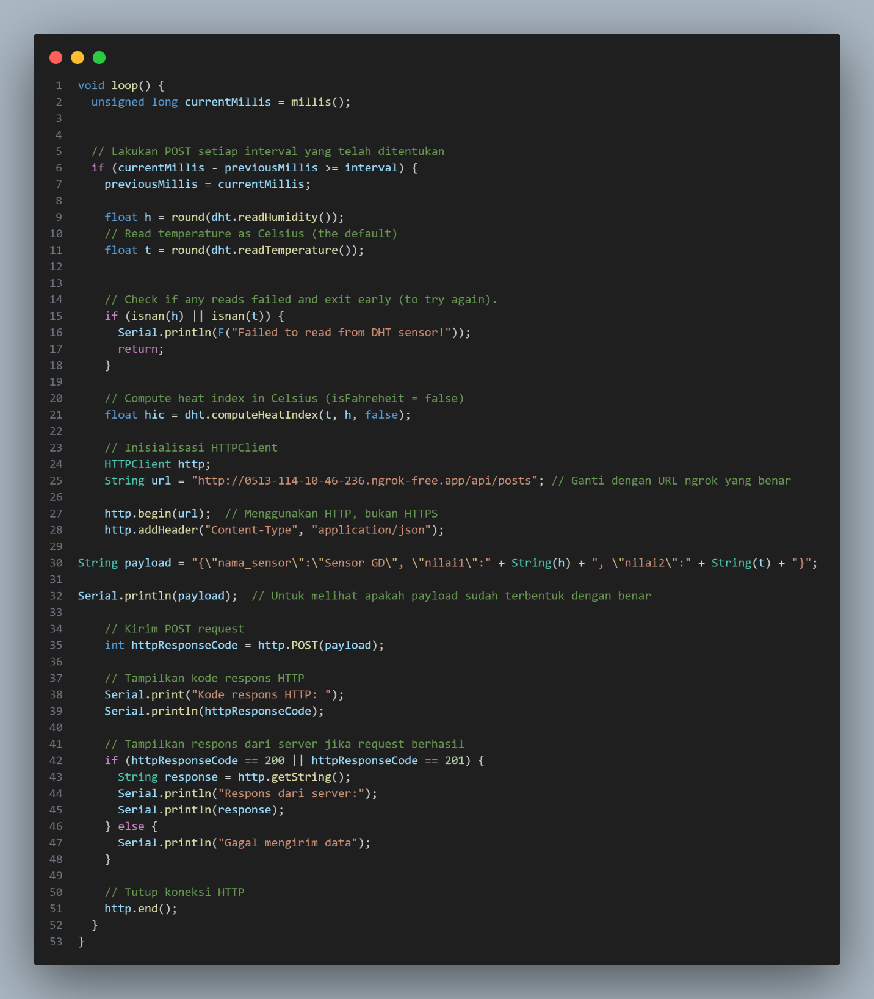 1 void loop() {
2   unsigned long currentMillis = millis();
3
4
5   // Lakukan POST setiap interval yang telah ditentukan
6   if (currentMillis - previousMillis >= interval) {
7     previousMillis = currentMillis;
8
9     float h = round(dht.readHumidity());
10     // Read temperature as Celsius (the default)
11     float t = round(dht.readTemperature());
12
13
14     // Check if any reads failed and exit early (to try again).
15     if (isnan(h) || isnan(t)) {
16       Serial.println(F("Failed to read from DHT sensor!"));
17       return;
18     }
19
20     // Compute heat index in Celsius (isFahreheit = false)
21     float hic = dht.computeHeatIndex(t, h, false);
22
23     // Inisialisasi HTTPClient
24     HTTPClient http;
25     String url = "http://0513-114-10-46-236.ngrok-free.app/api/posts"; // Ganti dengan URL ngrok yang benar
26
27     http.begin(url);  // Menggunakan HTTP, bukan HTTPS
28     http.addHeader("Content-Type", "application/json");
29
30 String payload = "{\"nama_sensor\":\"Sensor GD\", \"nilai1\":" + String(h) + ", \"nilai2\":" + String(t) + "}";
31
32 Serial.println(payload);  // Untuk melihat apakah payload sudah terbentuk dengan benar
33
34     // Kirim POST request
35     int httpResponseCode = http.POST(payload);
36
37     // Tampilkan kode respons HTTP
38     Serial.print("Kode respons HTTP: ");
39     Serial.println(httpResponseCode);
40
41     // Tampilkan respons dari server jika request berhasil
42     if (httpResponseCode == 200 || httpResponseCode == 201) {
43       String response = http.getString();
44       Serial.println("Respons dari server:");
45       Serial.println(response);
46     } else {
47       Serial.println("Gagal mengirim data");
48     }
49
50     // Tutup koneksi HTTP
51     http.end();
52   }
53 }